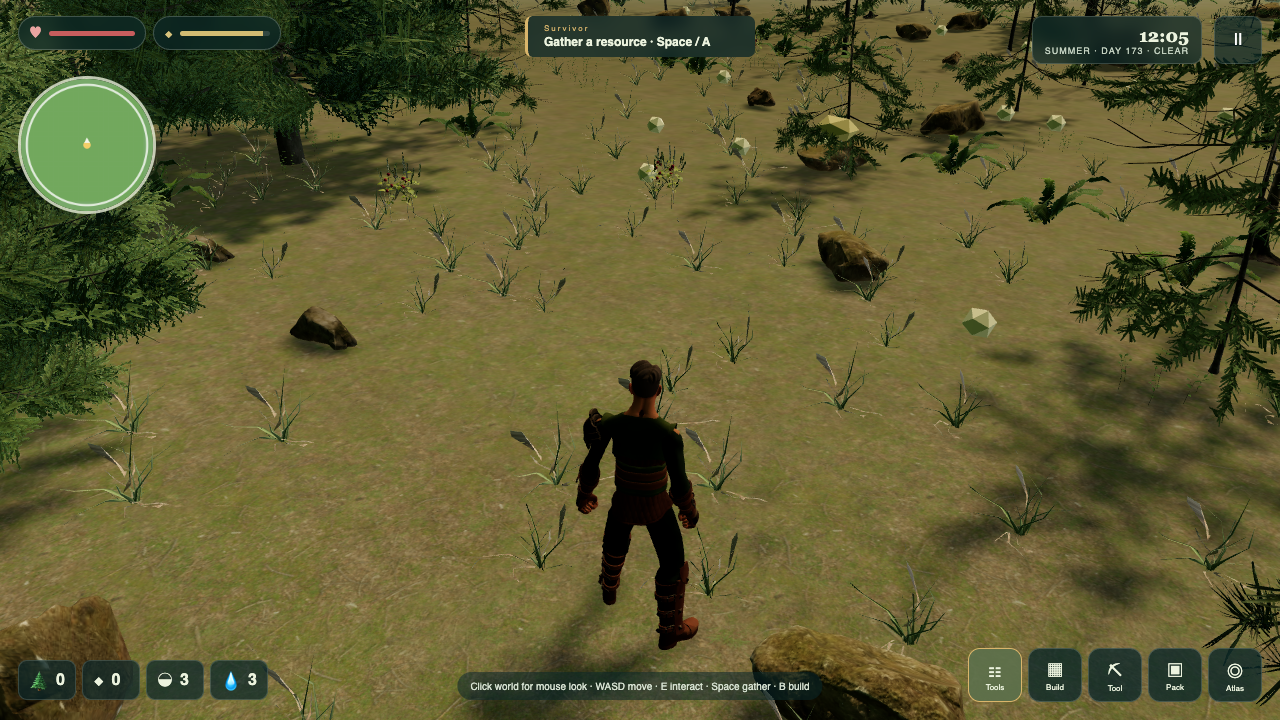 Survivor
Gather a resource · Space / A
12:05
SUMMER · DAY 173 · CLEAR
0
0
3
3
Click world for mouse look · WASD move · E interact · Space gather · B build
Tools
Build
Tool
Pack
Atlas